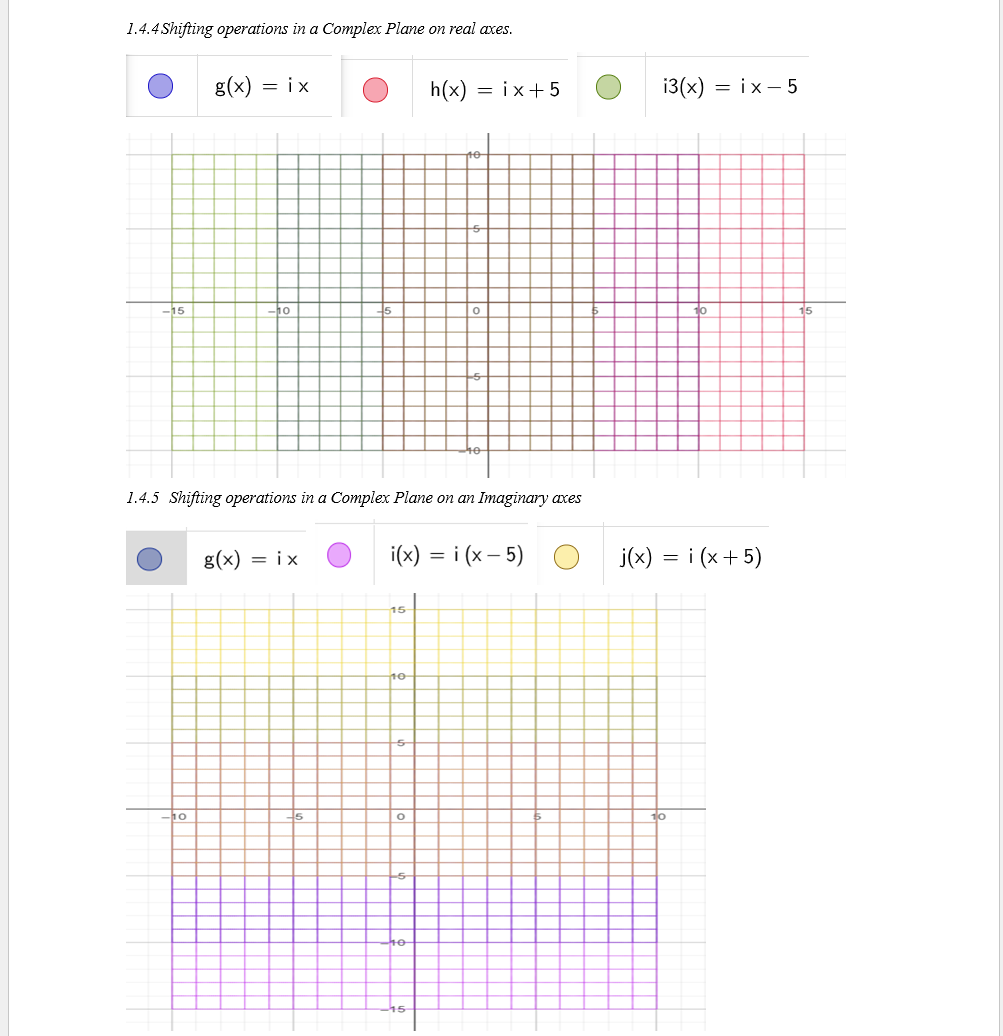 1.4.4 Shifting operations in a Complex Plane on real axes.
g(x) = i x
h(x) = i x + 5
i3(x) = i x − 5
10
5
−15 −10 −5 0 5 10 15
−5
−10
1.4.5 Shifting operations in a Complex Plane on an Imaginary axes
g(x) = i x
i(x) = i (x − 5)
j(x) = i (x + 5)
15
10
5
−10 −5 0 5 10
−5
−10
−15